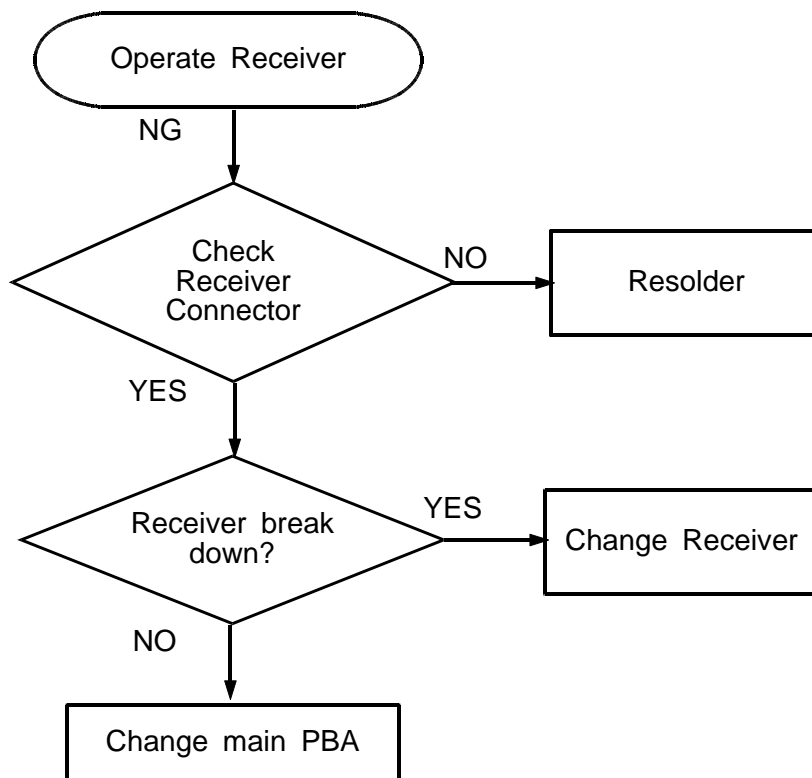 Operate Receiver
NG
Check
Receiver
Connector
NO
Resolder
YES
Receiver break
down?
YES
Change Receiver
NO
Change main PBA